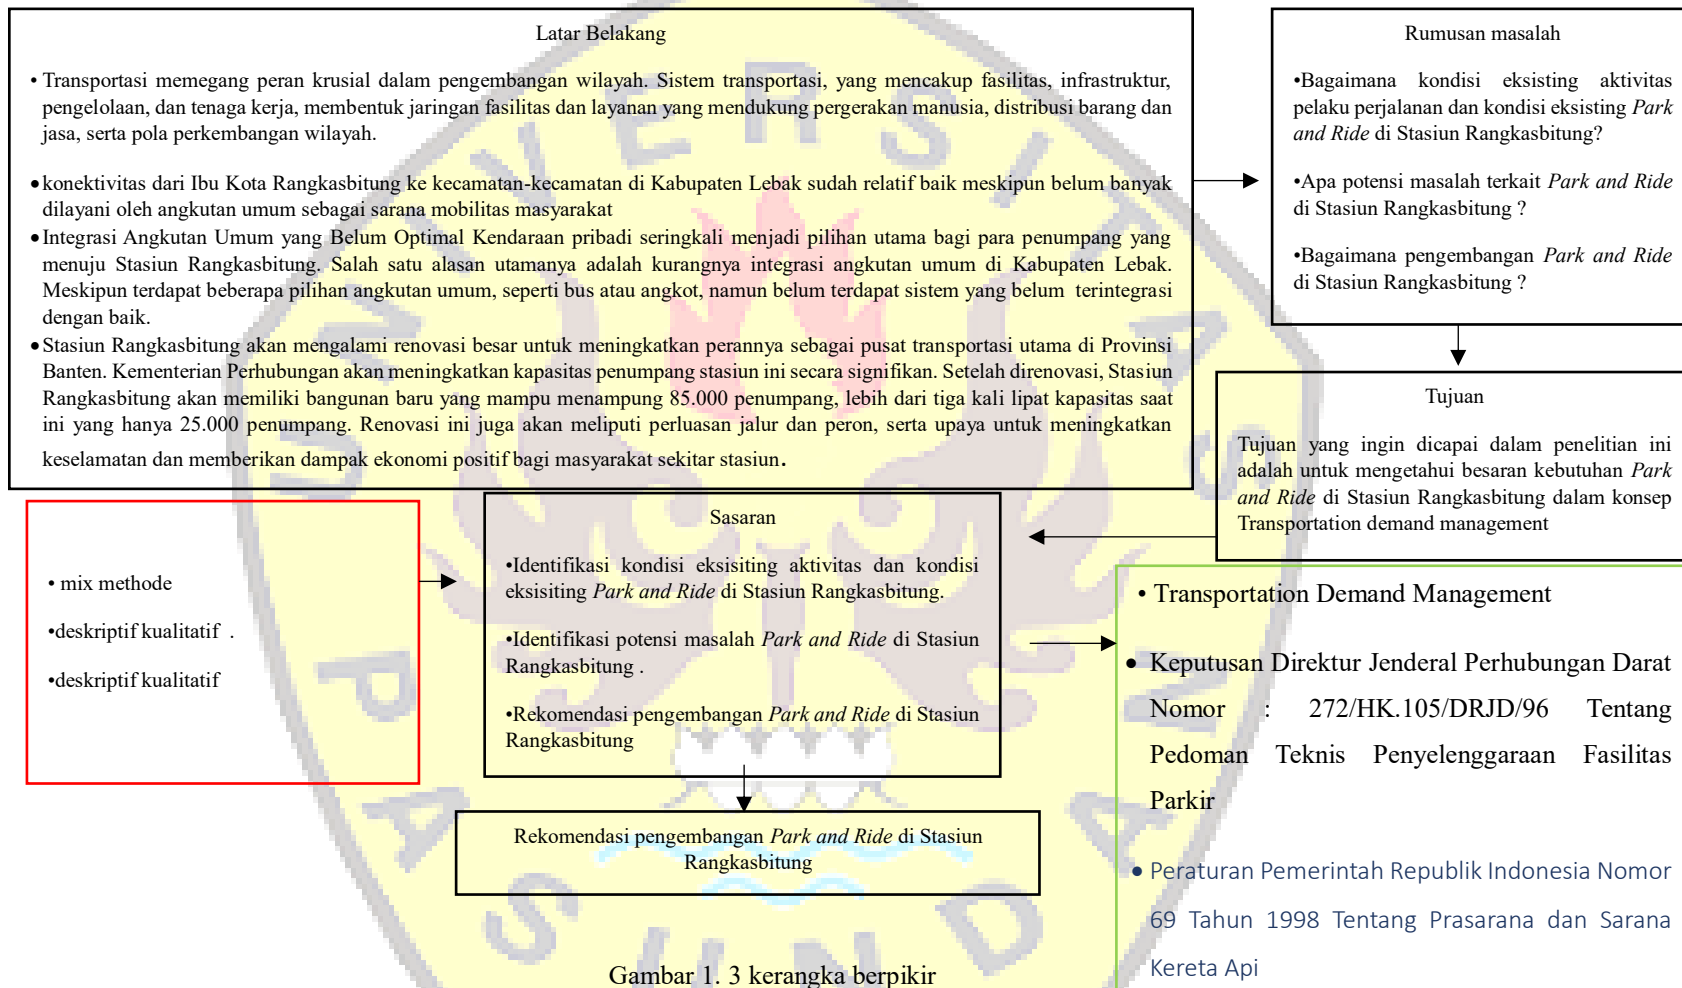 Latar Belakang
• Transportasi memegang peran krusial dalam pengembangan wilayah. Sistem transportasi, yang mencakup fasilitas, infrastruktur,
pengelolaan, dan tenaga kerja, membentuk jaringan fasilitas dan layanan yang mendukung pergerakan manusia, distribusi barang dan
jasa, serta pola perkembangan wilayah.
• konektivitas dari Ibu Kota Rangkasbitung ke kecamatan-kecamatan di Kabupaten Lebak sudah relatif baik meskipun belum banyak
dilayani oleh angkutan umum sebagai sarana mobilitas masyarakat
• Integrasi Angkutan Umum yang Belum Optimal Kendaraan pribadi seringkali menjadi pilihan utama bagi para penumpang yang
menuju Stasiun Rangkasbitung. Salah satu alasan utamanya adalah kurangnya integrasi angkutan umum di Kabupaten Lebak.
Meskipun terdapat beberapa pilihan angkutan umum, seperti bus atau angkot, namun belum terdapat sistem yang belum terintegrasi
dengan baik.
• Stasiun Rangkasbitung akan mengalami renovasi besar untuk meningkatkan perannya sebagai pusat transportasi utama di Provinsi
Banten. Kementerian Perhubungan akan meningkatkan kapasitas penumpang stasiun ini secara signifikan. Setelah direnovasi, Stasiun
Rangkasbitung akan memiliki bangunan baru yang mampu menampung 85.000 penumpang, lebih dari tiga kali lipat kapasitas saat
ini yang hanya 25.000 penumpang. Renovasi ini juga akan meliputi perluasan jalur dan peron, serta upaya untuk meningkatkan
keselamatan dan memberikan dampak ekonomi positif bagi masyarakat sekitar stasiun.
Rumusan masalah
•Bagaimana kondisi eksisting aktivitas
pelaku perjalanan dan kondisi eksisting Park
and Ride di Stasiun Rangkasbitung?
•Apa potensi masalah terkait Park and Ride
di Stasiun Rangkasbitung ?
•Bagaimana pengembangan Park and Ride
di Stasiun Rangkasbitung ?
Tujuan
Tujuan yang ingin dicapai dalam penelitian ini
adalah untuk mengetahui besaran kebutuhan Park
and Ride di Stasiun Rangkasbitung dalam konsep
Transportation demand management
• mix methode
•deskriptif kualitatif .
•deskriptif kualitatif
Sasaran
•Identifikasi kondisi eksisiting aktivitas dan kondisi
eksisiting Park and Ride di Stasiun Rangkasbitung.
•Identifikasi potensi masalah Park and Ride di Stasiun
Rangkasbitung .
•Rekomendasi pengembangan Park and Ride di Stasiun
Rangkasbitung
• Transportation Demand Management
• Keputusan Direktur Jenderal Perhubungan Darat
Nomor : 272/HK.105/DRJD/96 Tentang
Pedoman Teknis Penyelenggaraan Fasilitas
Parkir
• Peraturan Pemerintah Republik Indonesia Nomor
69 Tahun 1998 Tentang Prasarana dan Sarana
Kereta Api
Rekomendasi pengembangan Park and Ride di Stasiun
Rangkasbitung
Gambar 1. 3 kerangka berpikir
UNIVERSITAS
PASUNDAN